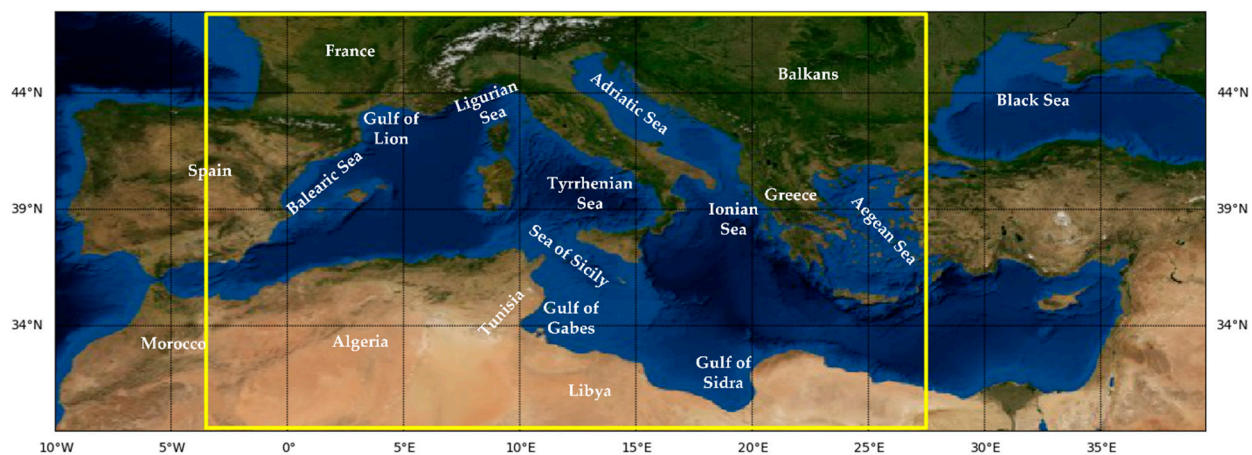 France
Balkans
Ligurian
Sea
Adriatic Sea
Black Sea
44°N
44°N
Gulf of
Lion
Spain
Balearic Sea
Tyrrhenian
Sea
Greece
Ionian
Sea
Aegean Sea
39°N
39°N
Sea of Sicily
Tunisia
Gulf of
Gabes
34°N
34°N
Morocco
Algeria
Gulf of
Sidra
Libya
10°W
5°W
0°
5°E
10°E
15°E
20°E
25°E
30°E
35°E